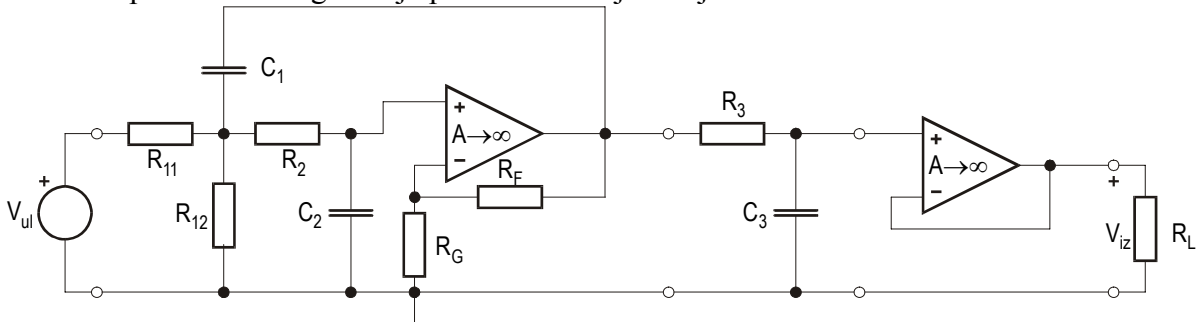 C1
R3
+
A→∞
−
+
A→∞
−
R11
R2
RF
Vul
+
R12
C2
RG
C3
+
Viz
RL